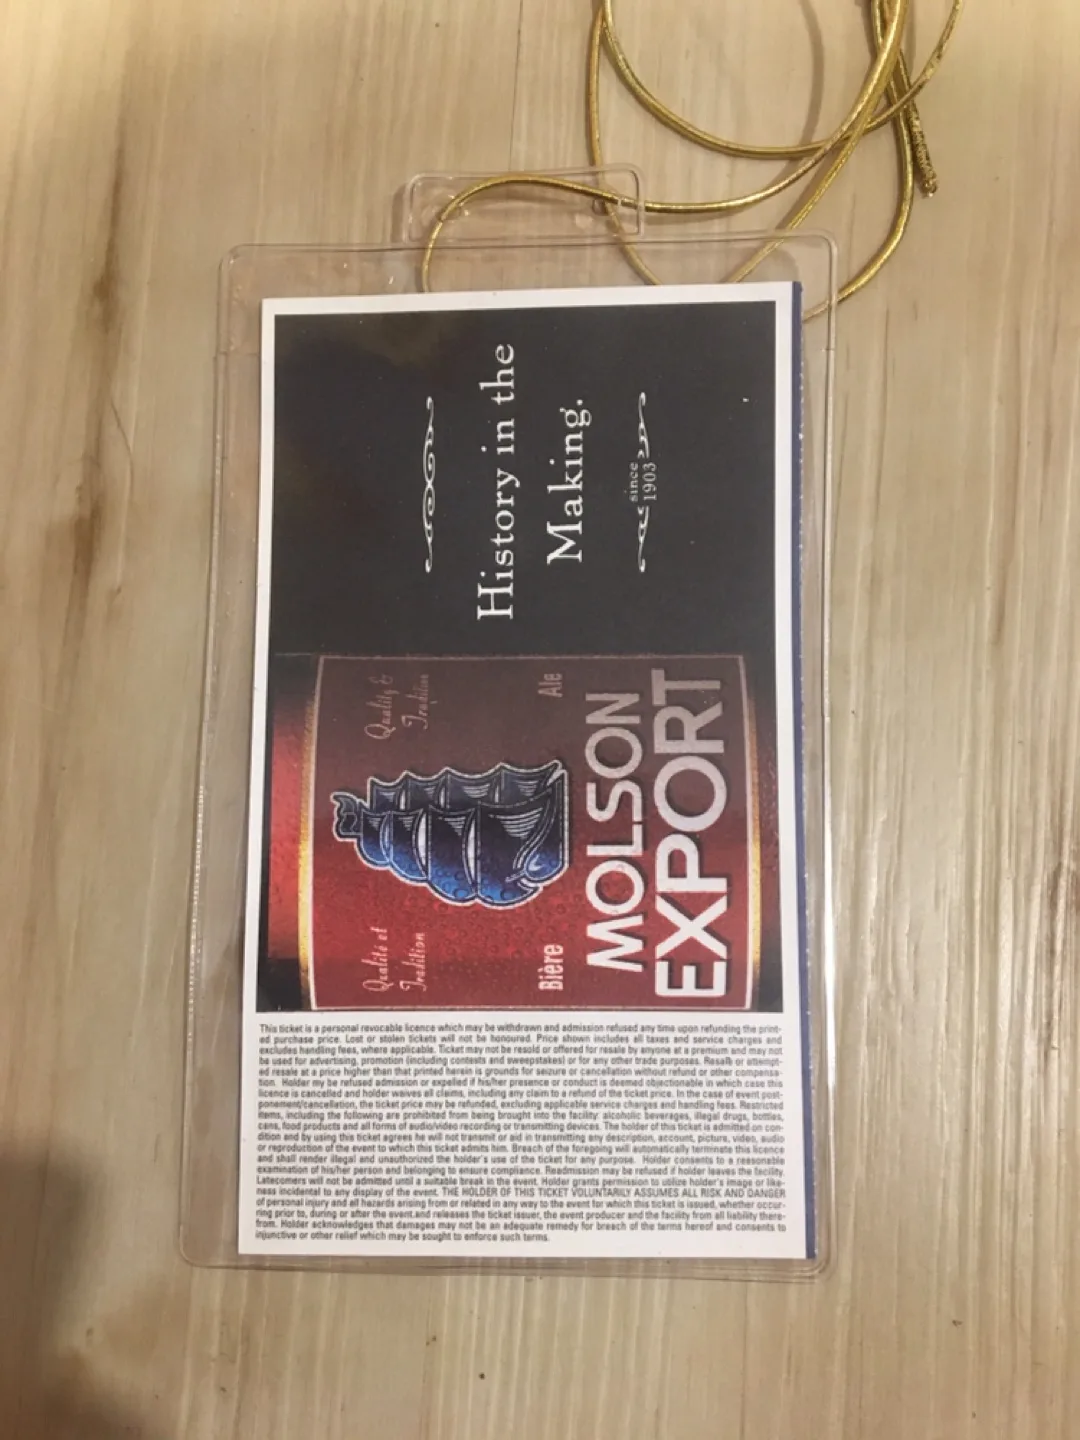 History in the
Making.
since
1903
Quality &
Tradition
Ale
Qualité et
Tradition
Bière
MOLSON
EXPORT
This ticket is a personal revocable licence which may be withdrawn and admission refused any time upon refunding the print-
ed purchase price. Lost or stolen tickets will not be honoured. Price shown includes all taxes and service charges and
excludes handling fees, where applicable. Ticket may not be resold or offered for resale by anyone at a premium and may not
be used for advertising, promotion (including contests and sweepstakes) or for any other trade purposes. Resale or attempt-
ed resale at a price higher then that printed herein is grounds for seizure or cancellation without refund or other compensa-
tion. Holder my be refused admission or expelled if his/her presence or conduct is deemed objectionable in which case this
licence is cancelled and holder waives all claims, including any claim to a refund of the ticket price. In the case of event post-
ponement/cancellation, the ticket price may be refunded, excluding applicable service charges and handling fees. Restricted
items, including the following are prohibited from being brought into the facility: alcoholic beverages, illegal drugs, bottles,
cans, food products and all forms of audio/video recording or transmitting devices. The holder of this ticket is admitted on con-
dition and by using this ticket agrees he will not transmit or aid in transmitting any description, account, picture, video, audio
or reproduction of the event to which this ticket admits him. Breach of the foregoing will automatically terminate this licence
and shall render illegal and unauthorized the holder's use of the ticket for any purpose. Holder consents to a reasonable
examination of his/her person and belonging to ensure compliance. Readmission may be refused if holder leaves the facility.
Latecomers will not be admitted until a suitable break in the event. Holder grants permission to utilize holder's image or like-
ness incidental to any display of the event. THE HOLDER OF THIS TICKET VOLUNTARILY ASSUMES ALL RISK AND DANGER
of personal injury and all hazards arising from or related in any way to the event for which this ticket is issued, whether occur-
ring prior to, during or after the event.and releases the ticket issuer, the event producer and the facility from all liability there-
from. Holder acknowledges that damages may not be an adequate remedy for breach of the terms hereof and consents to
injunctive or other relief which may be sought to enforce such terms.